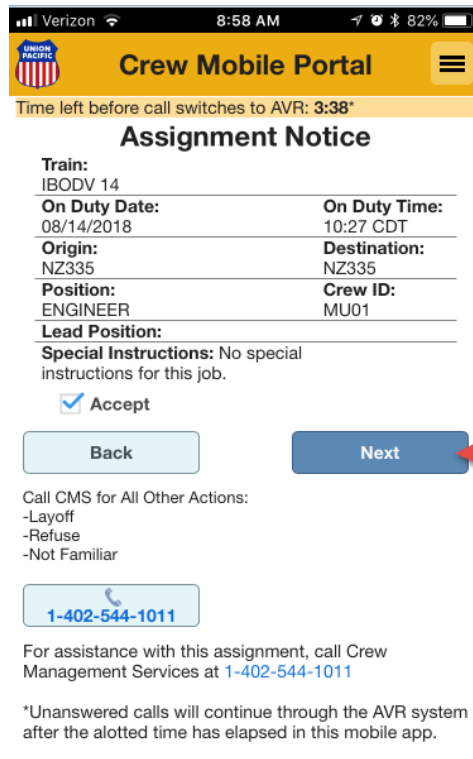 Verizon 8:58 AM 82%
UNION
PACIFIC
Crew Mobile Portal
Time left before call switches to AVR: 3:38*
Assignment Notice
Train:
IBODV 14
On Duty Date: On Duty Time:
08/14/2018 10:27 CDT
Origin: Destination:
NZ335 NZ335
Position: Crew ID:
ENGINEER MU01
Lead Position:
Special Instructions: No special
instructions for this job.
Accept
Back Next
Call CMS for All Other Actions:
-Layoff
-Refuse
-Not Familiar
1-402-544-1011
For assistance with this assignment, call Crew
Management Services at 1-402-544-1011
*Unanswered calls will continue through the AVR system
after the alotted time has elapsed in this mobile app.